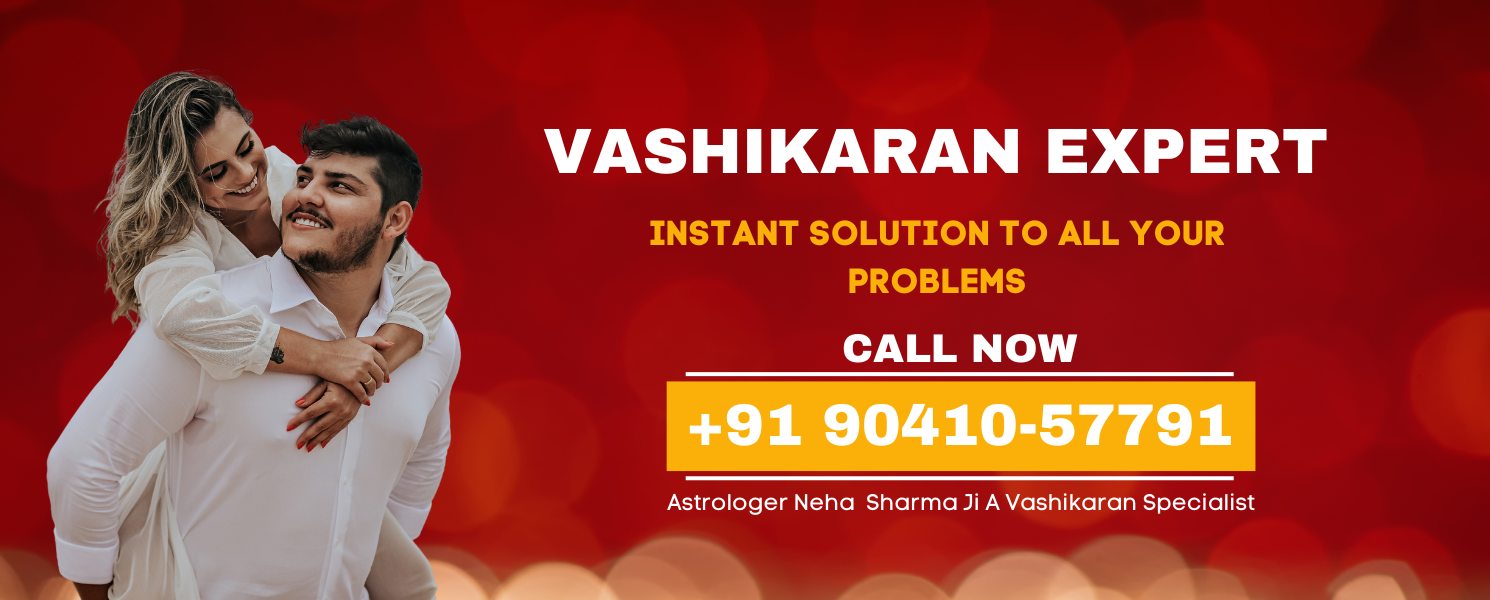 VASHIKARAN EXPERT
INSTANT SOLUTION TO ALL YOUR
PROBLEMS
CALL NOW
+91 90410-57791
Astrologer Neha Sharma Ji A Vashikaran Specialist